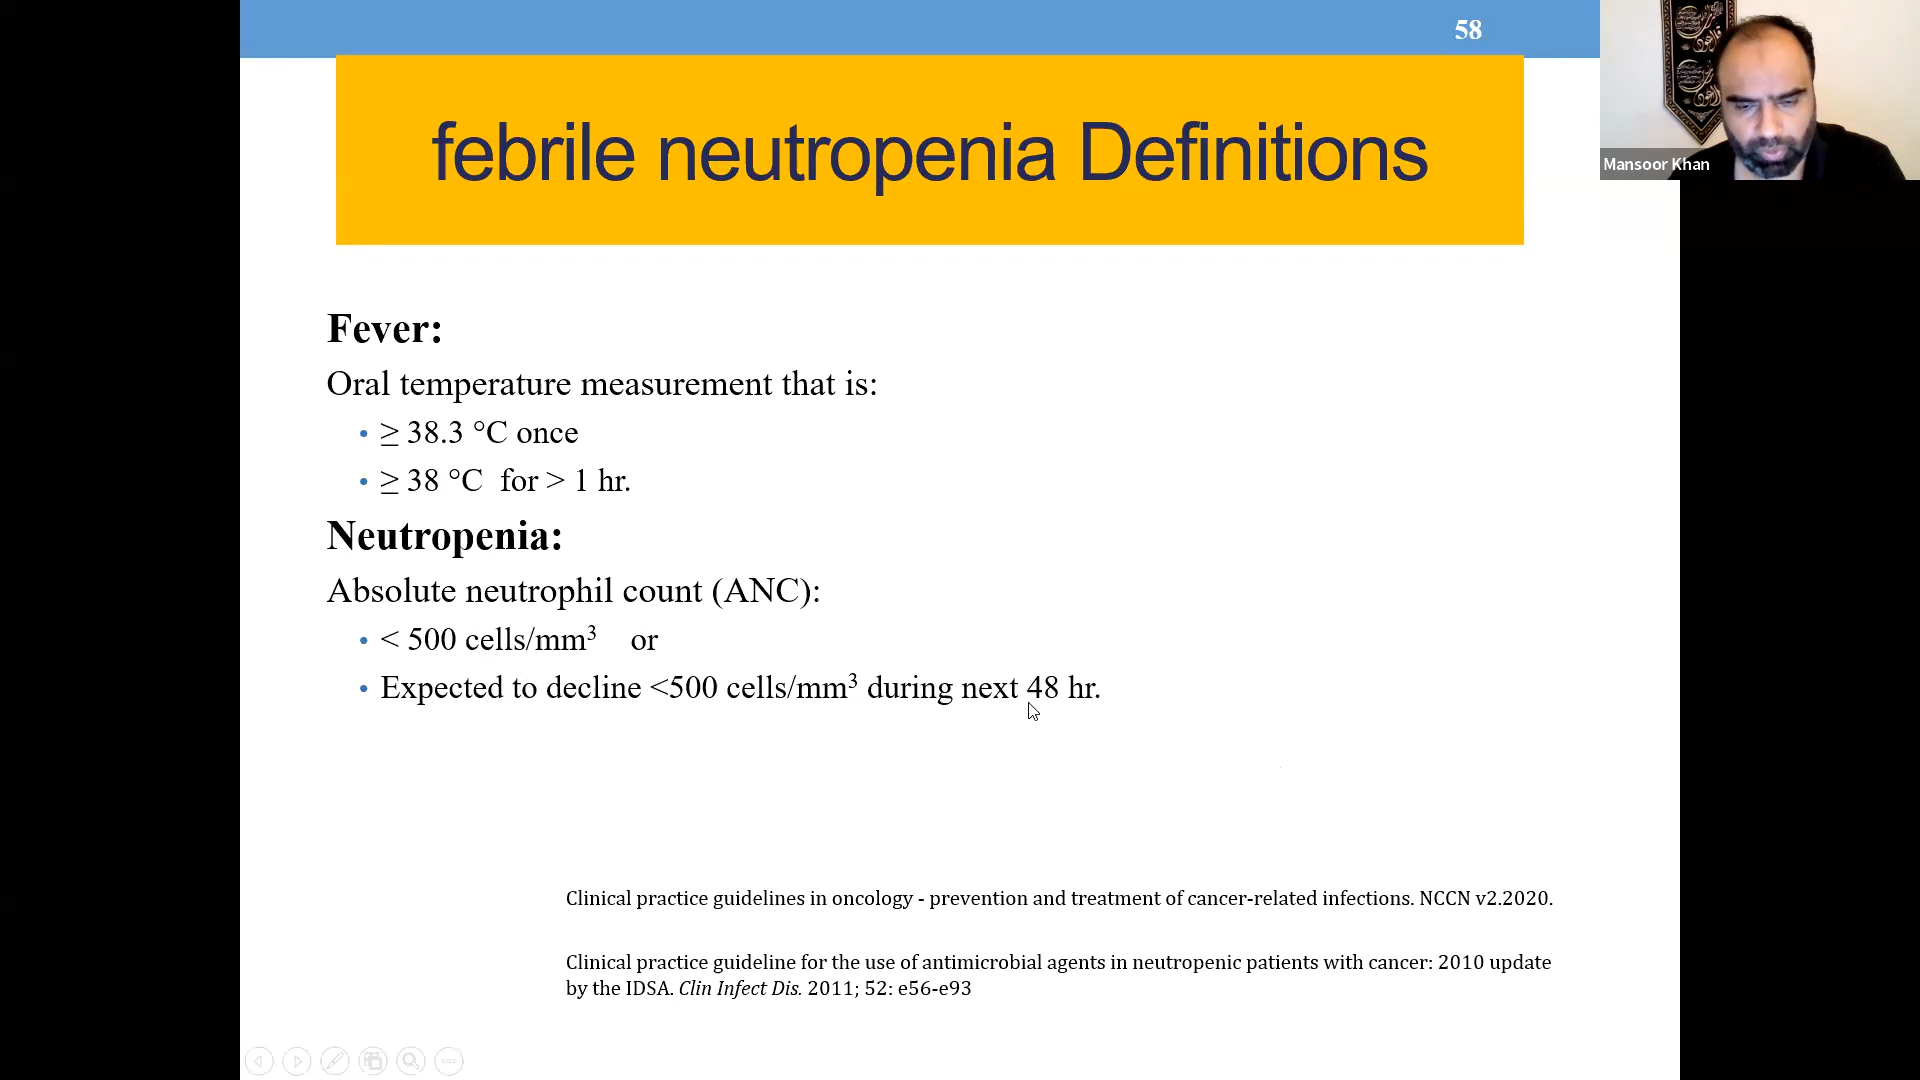 58
febrile neutropenia Definitions
Mansoor Khan
Fever:
Oral temperature measurement that is:
• ≥ 38.3 °C once
• ≥ 38 °C for > 1 hr.
Neutropenia:
Absolute neutrophil count (ANC):
• < 500 cells/mm³ or
• Expected to decline <500 cells/mm³ during next 48 hr.
Clinical practice guidelines in oncology - prevention and treatment of cancer-related infections. NCCN v2.2020.
Clinical practice guideline for the use of antimicrobial agents in neutropenic patients with cancer: 2010 update
by the IDSA. Clin Infect Dis. 2011; 52: e56-e93